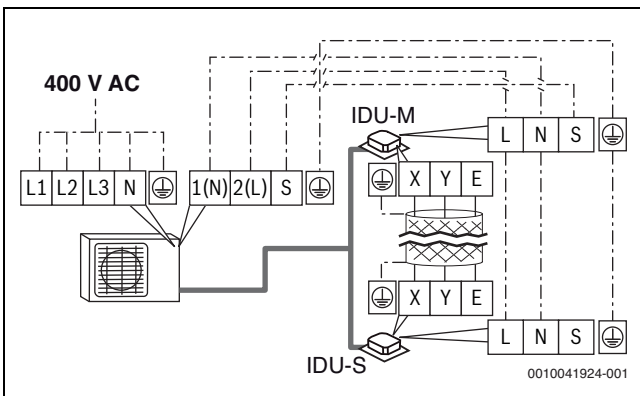 400 V AC
IDU-M
L N S
L1 L2 L3 N
1(N) 2(L) S
X Y E
X Y E
L N S
IDU-S
0010041924-001